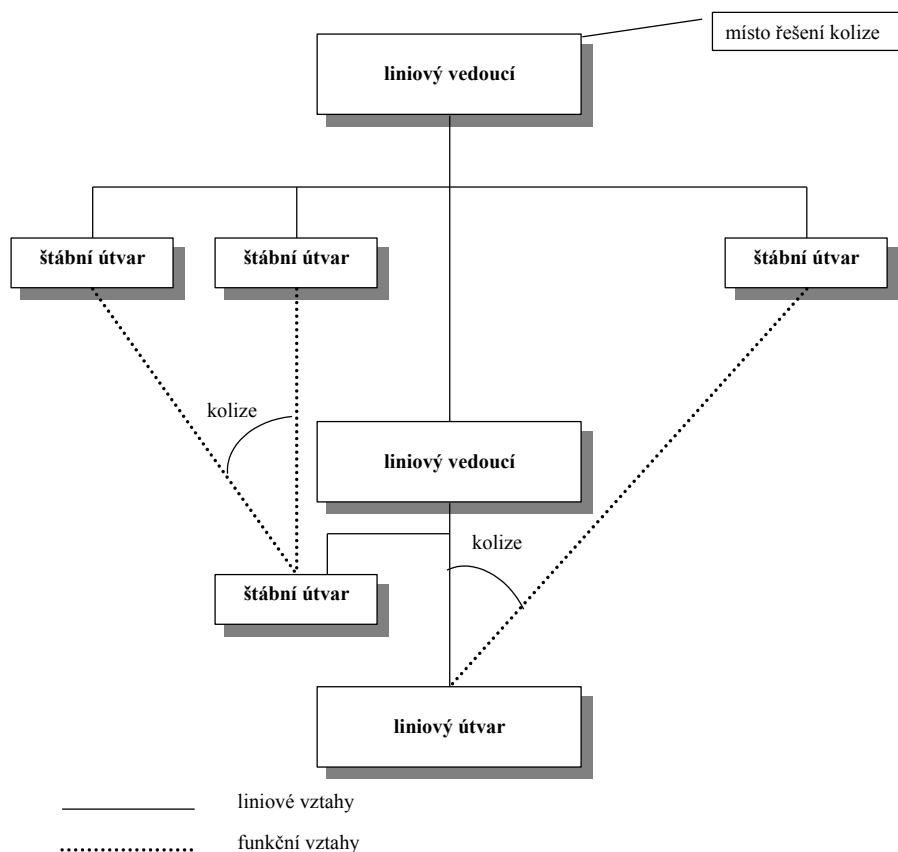 místo řešení kolize
liniový vedoucí
štábní útvar
štábní útvar
štábní útvar
kolize
liniový vedoucí
kolize
štábní útvar
liniový útvar
liniové vztahy
funkční vztahy